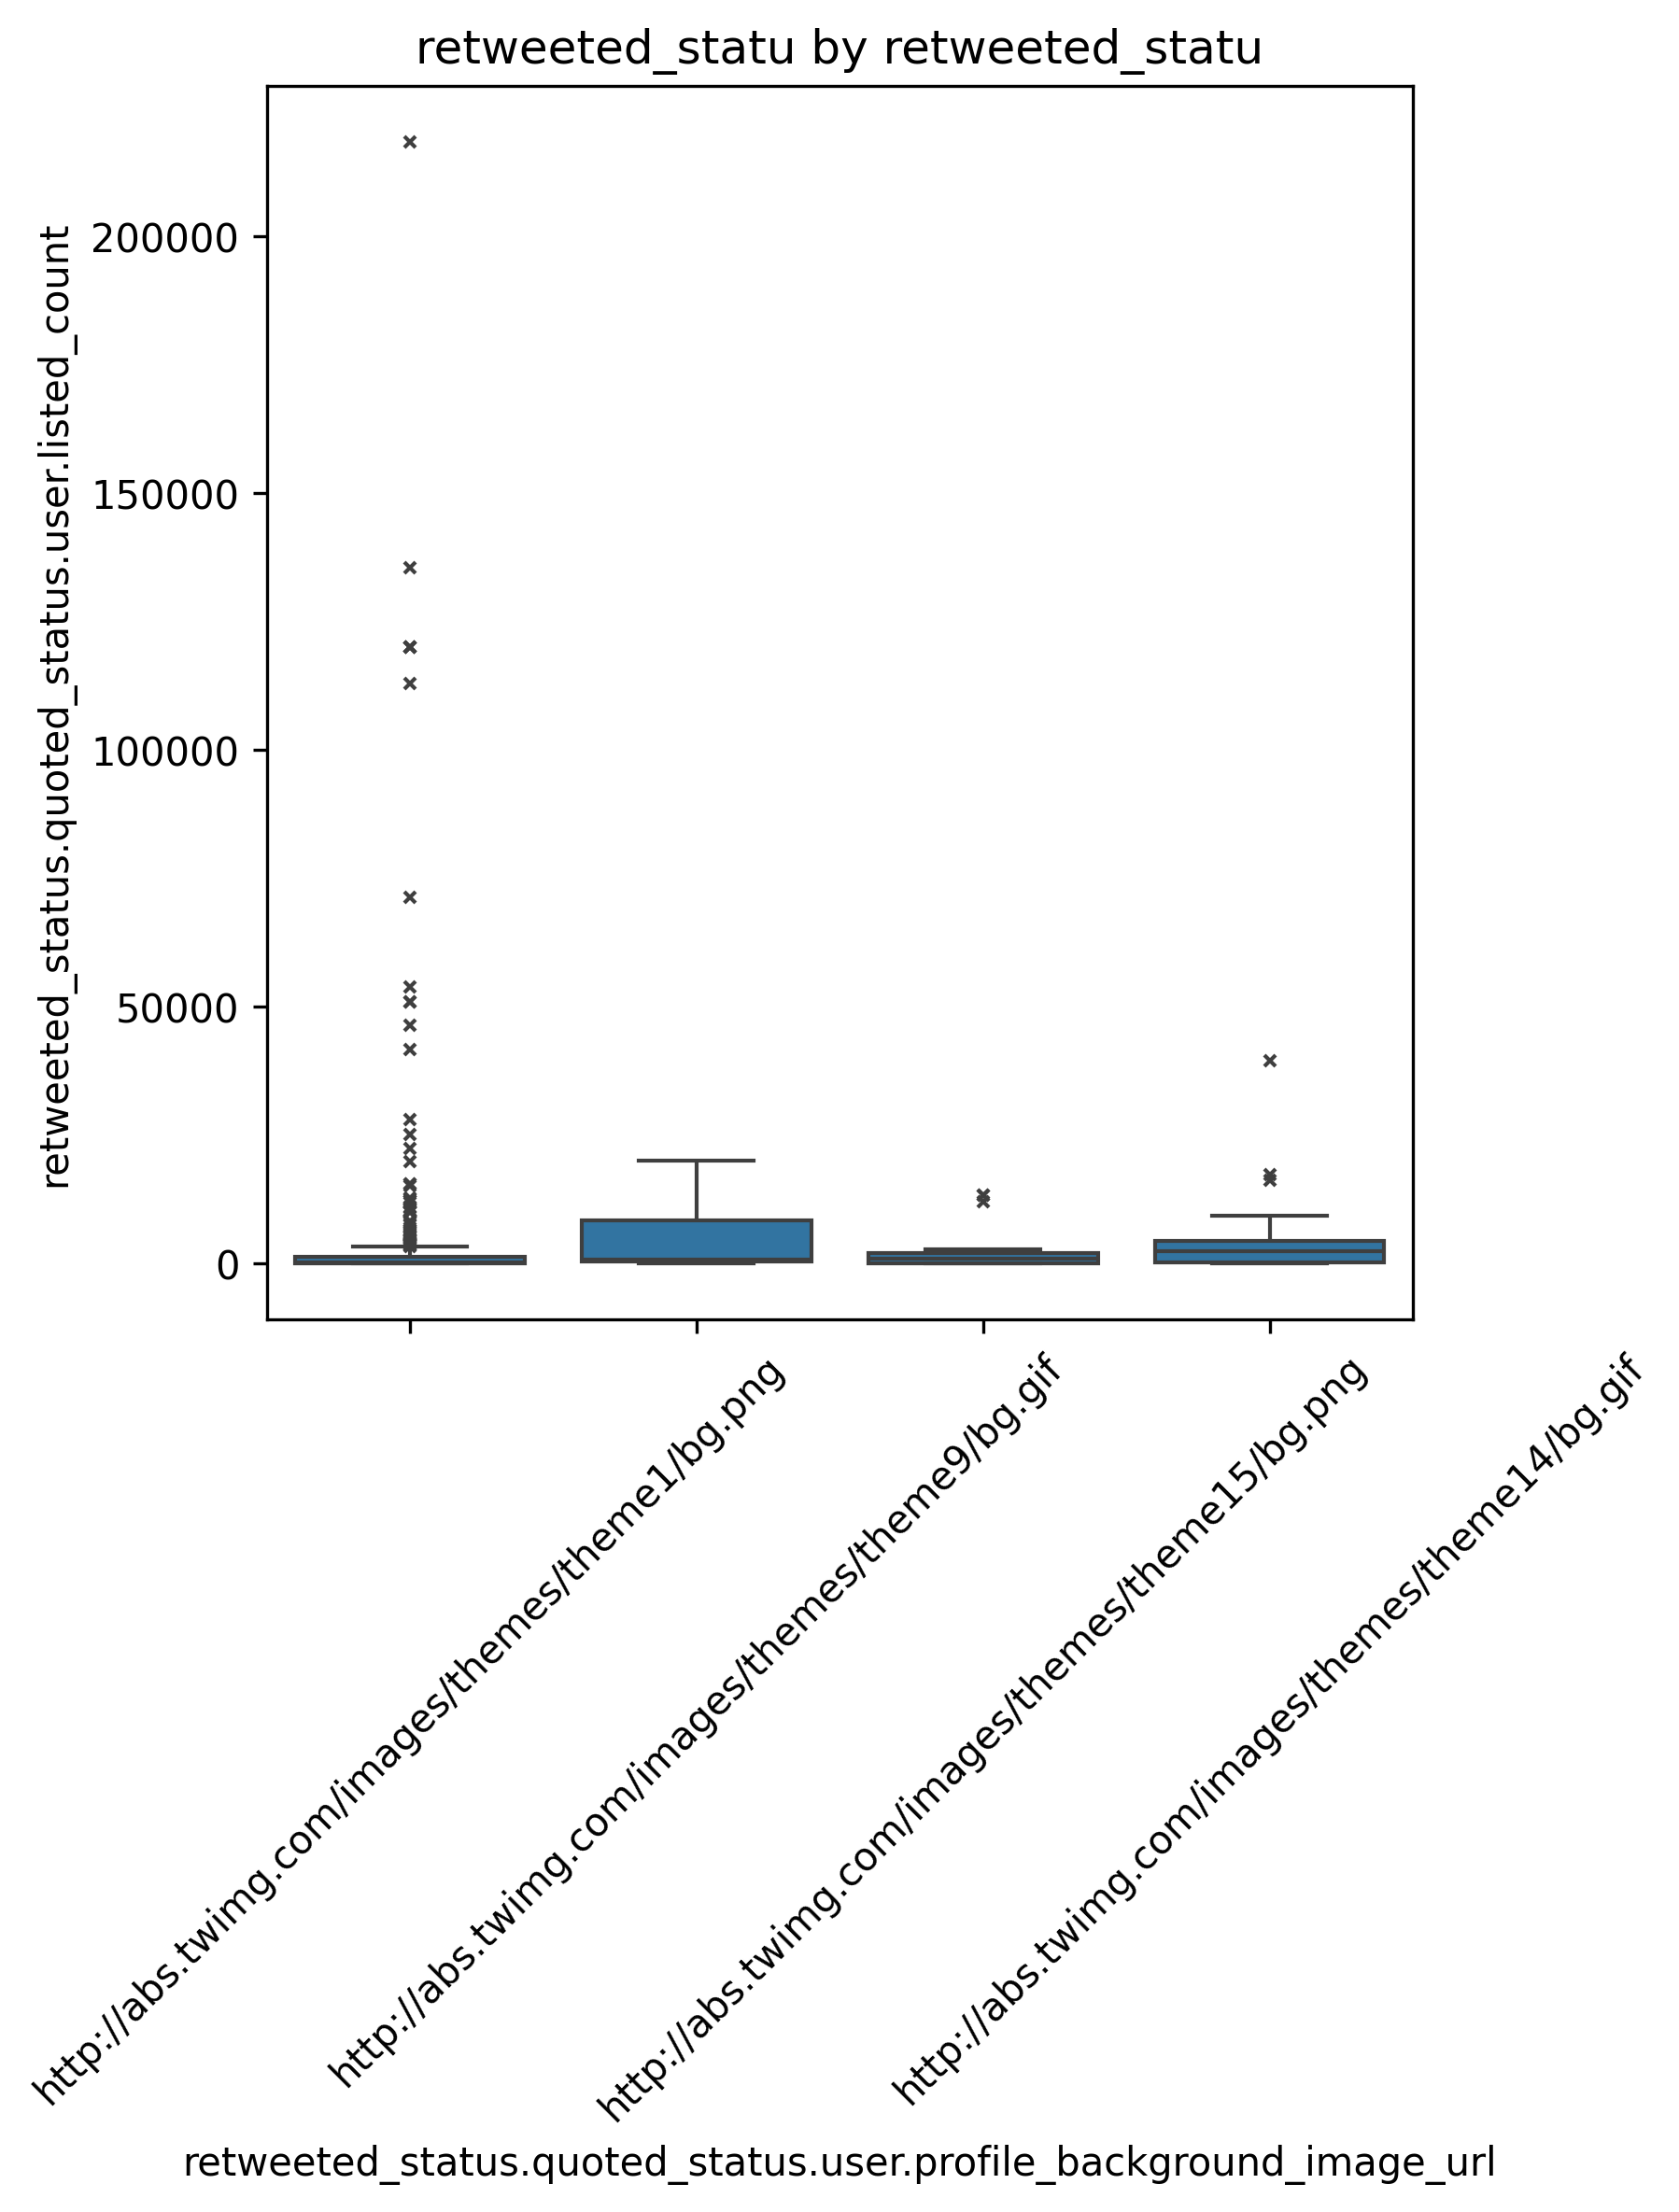 retweeted_statu by retweeted_statu
retweeted_status.quoted_status.user.listed_count
200000
150000
100000
50000
0
http://abs.twimg.com/images/themes/theme1/bg.png
http://abs.twimg.com/images/themes/theme9/bg.gif
http://abs.twimg.com/images/themes/theme15/bg.png
http://abs.twimg.com/images/themes/theme14/bg.gif
retweeted_status.quoted_status.user.profile_background_image_url